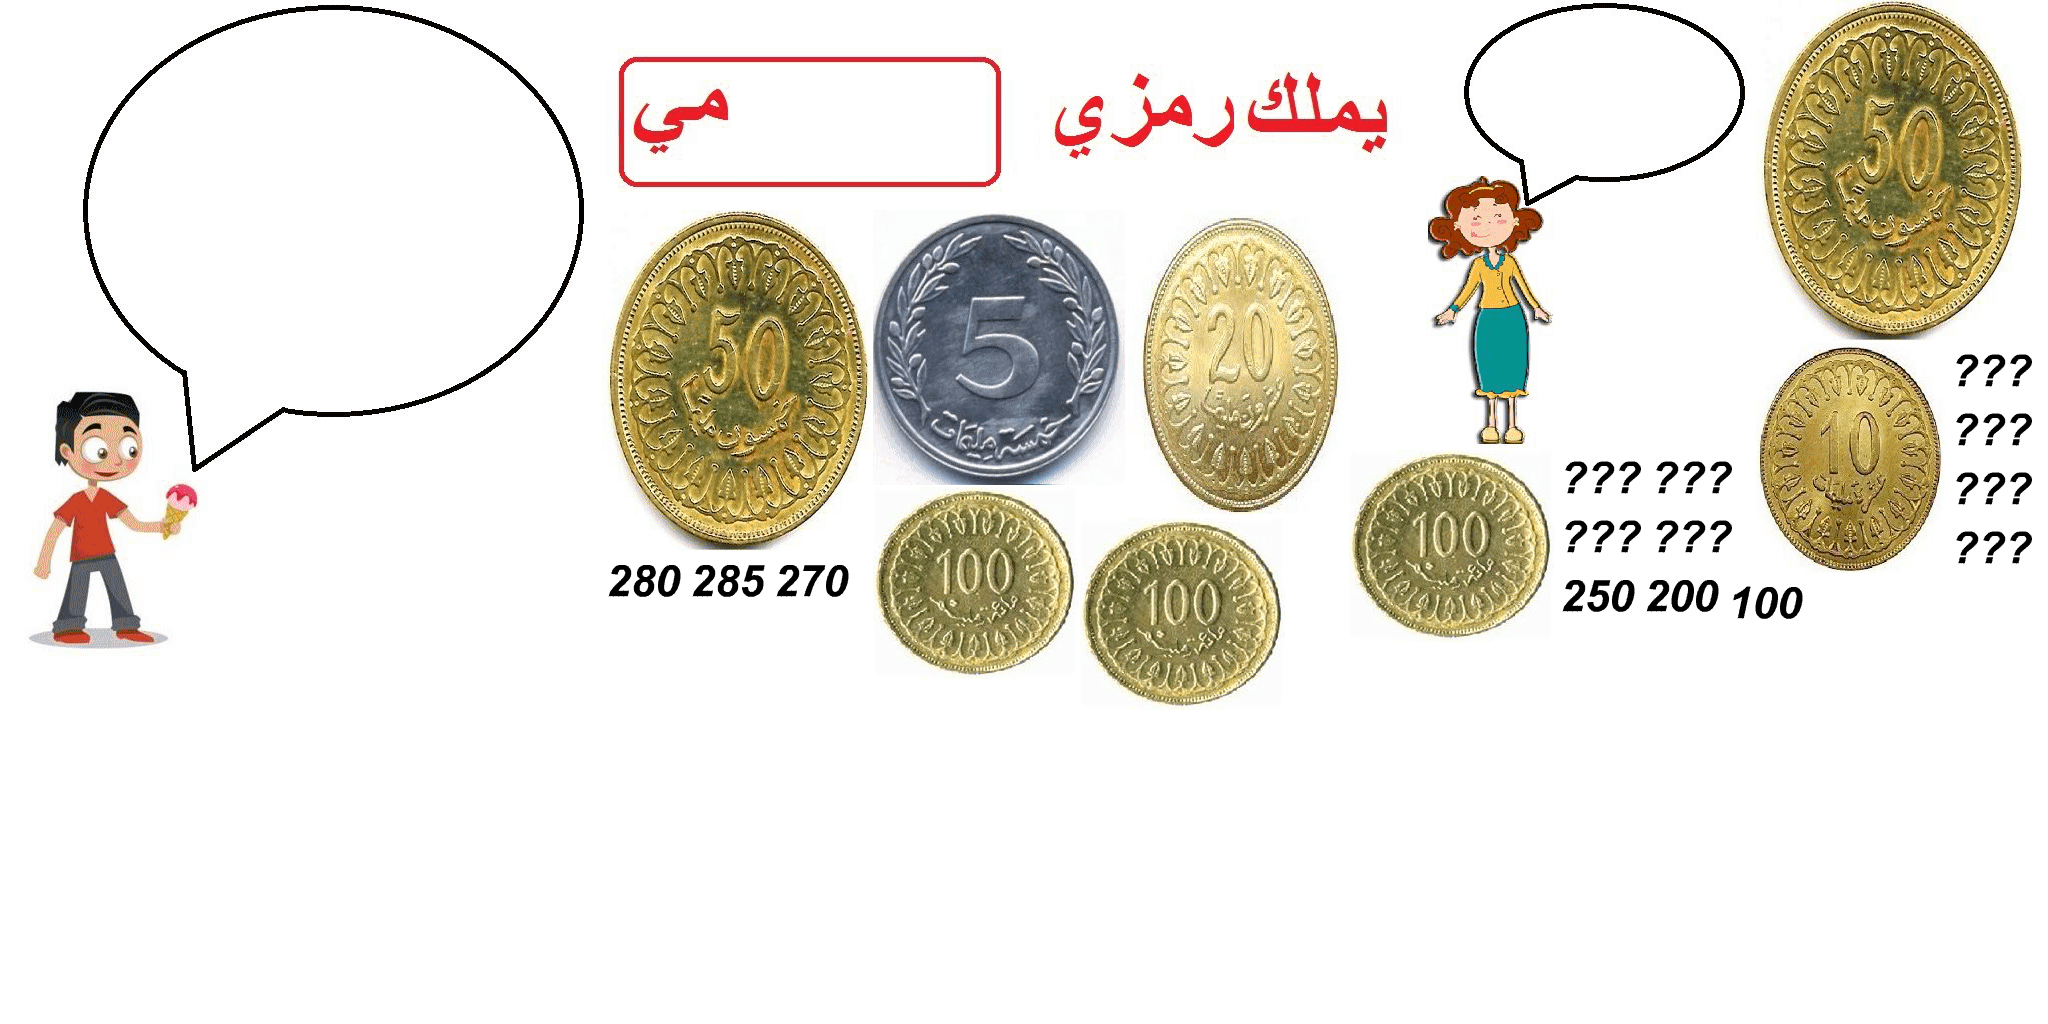 يملك رمزي
مي
50
خمسون مليما
5
خمسة مليمات
20
عشرون مليما
50
خمسون مليما
10
عشر مليمات
???
???
???
???
100
مائة مليم
100
مائة مليم
100
مائة مليم
??? ???
??? ???
250 200 100
280 285 270